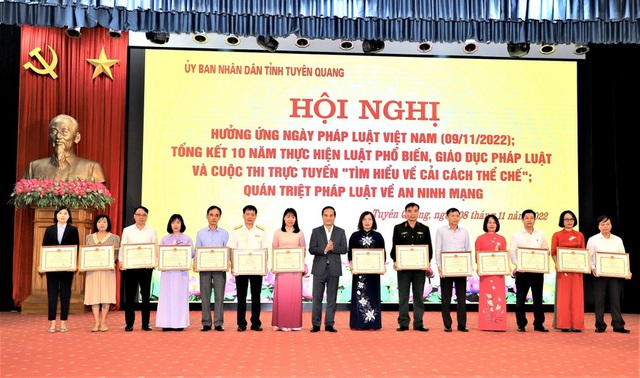 ỦY BAN NHÂN DÂN TỈNH TUYÊN QUANG
HỘI NGHỊ
HƯỞNG ỨNG NGÀY PHÁP LUẬT VIỆT NAM (09/11/2022);
TỔNG KẾT 10 NĂM THỰC HIỆN LUẬT PHỔ BIẾN, GIÁO DỤC PHÁP LUẬT
VÀ CUỘC THI TRỰC TUYẾN "TÌM HIỂU VỀ CẢI CÁCH THỂ CHẾ";
QUÁN TRIỆT PHÁP LUẬT VỀ AN NINH MẠNG
Tuyên Quang, ngày 08 tháng 11 năm 2022